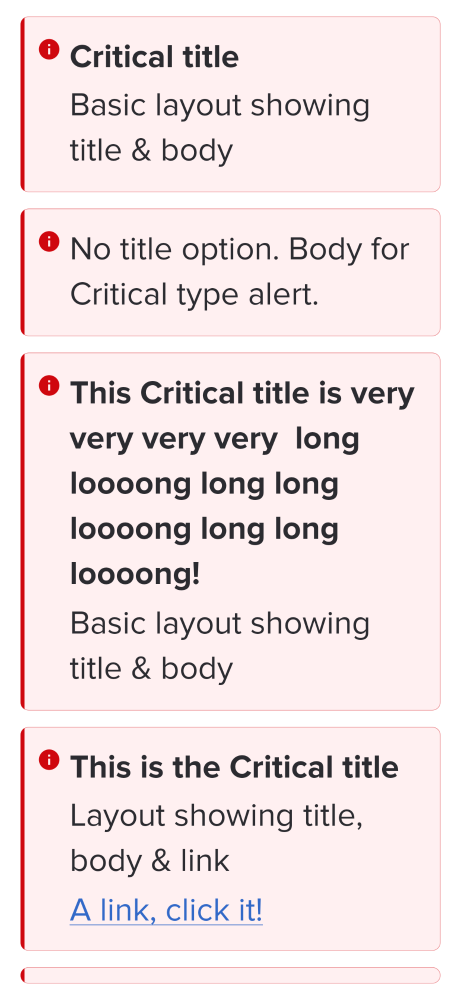 Critical title
Basic layout showing
title & body
No title option. Body for
Critical type alert.
This Critical title is very
very very very  long
loooong long long
loooong long long
loooong!
Basic layout showing
title & body
This is the Critical title
Layout showing title,
body & link
A link, click it!